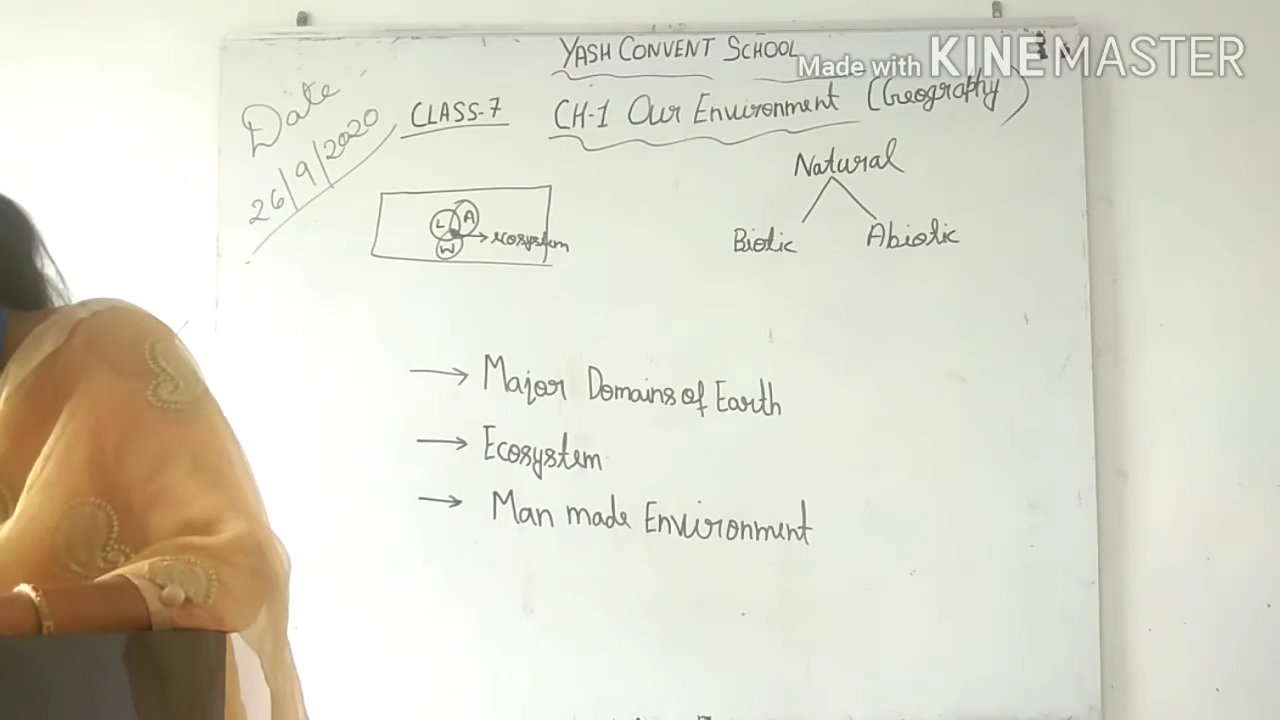 YASH CONVENT SCHOOL
Made with KINEMASTER
Date
26/9/2020
CLASS-7
CH-1 Our Environment (Geography)
Natural
Biotic Abiotic
L A
W
ecosystem
→ Major Domains of Earth
→ Ecosystem
→ Man made Environment